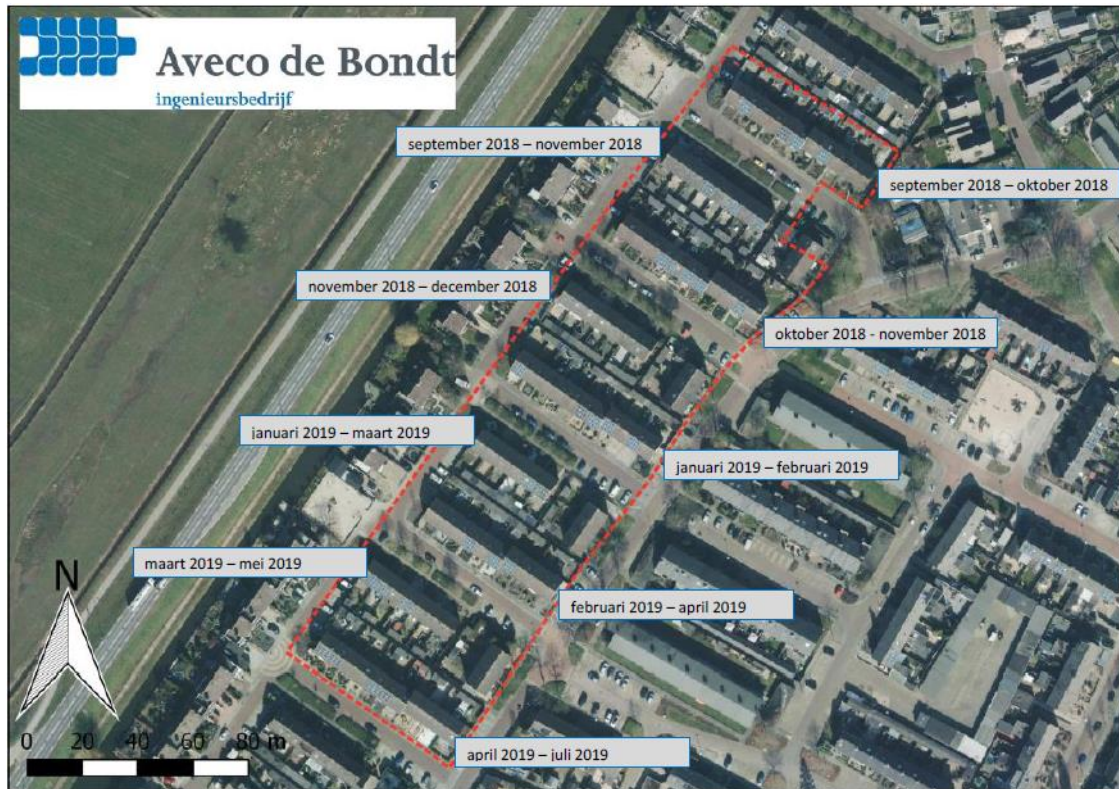 Aveco de Bondt
ingenieursbedrijf
september 2018 – november 2018
september 2018 – oktober 2018
november 2018 – december 2018
oktober 2018 - november 2018
januari 2019 – maart 2019
januari 2019 – februari 2019
maart 2019 – mei 2019
februari 2019 – april 2019
april 2019 – juli 2019
N
0 20 40 60 80 m